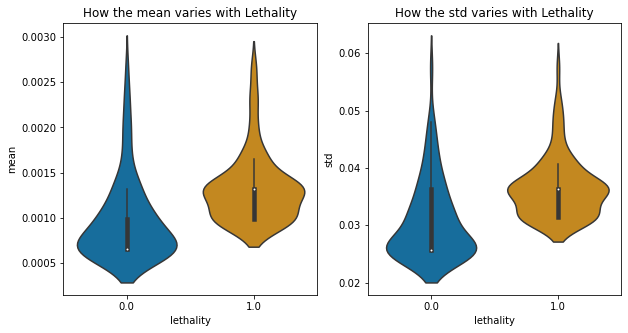 How the mean varies with Lethality
How the std varies with Lethality
0.0030
0.0025
0.0020
0.0015
0.0010
0.0005
mean
0.0
1.0
lethality
0.06
0.05
0.04
0.03
0.02
std
0.0
1.0
lethality